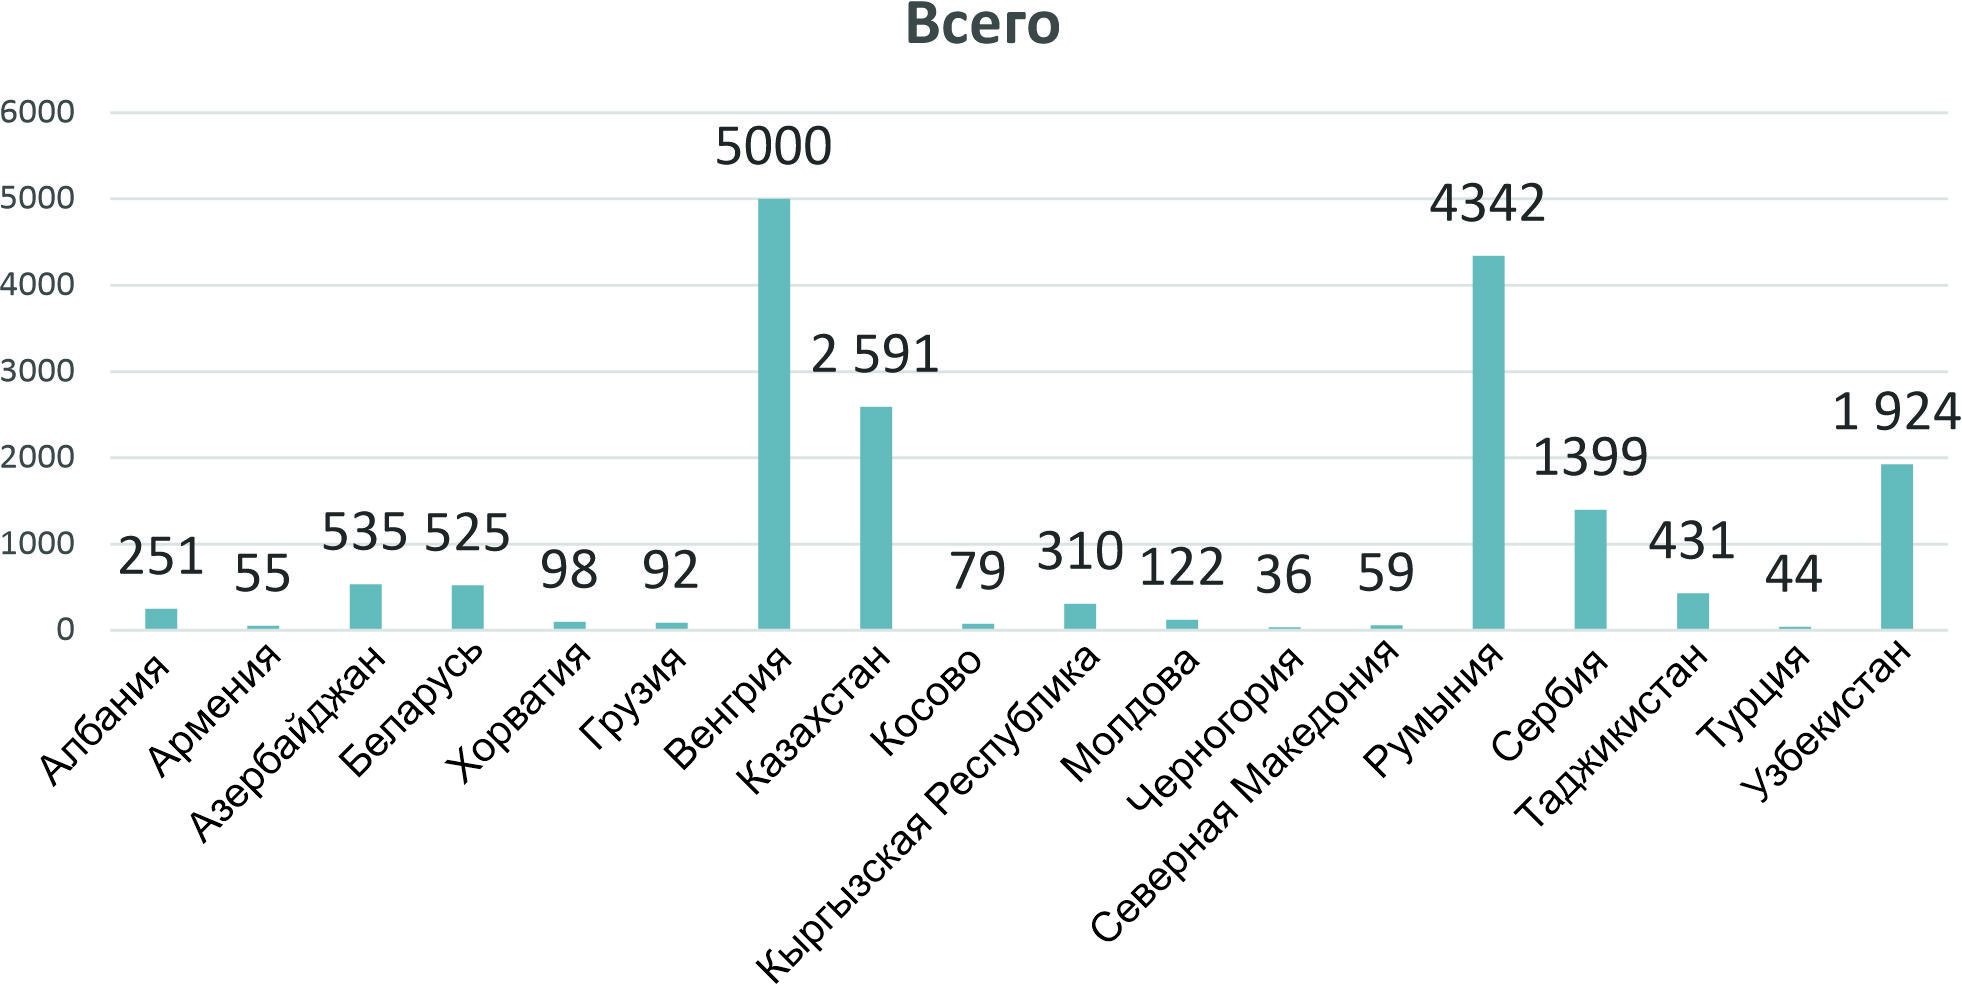 Всего
6000
5000
4000
3000
2000
1000
0
251
55
535
525
98
92
5000
2 591
79
310
122
36
59
4342
1399
431
44
1 924
Албания
Армения
Азербайджан
Беларусь
Хорватия
Грузия
Венгрия
Казахстан
Косово
Кыргызская Республика
Молдова
Черногория
Северная Македония
Румыния
Сербия
Таджикистан
Турция
Узбекистан